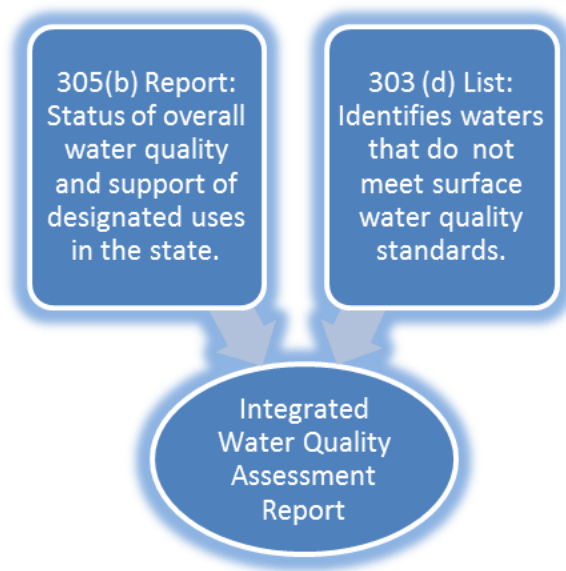 305(b) Report:
Status of overall
water quality
and support of
designated uses
in the state.
303 (d) List:
Identifies waters
that do not
meet surface
water quality
standards.
Integrated
Water Quality
Assessment
Report